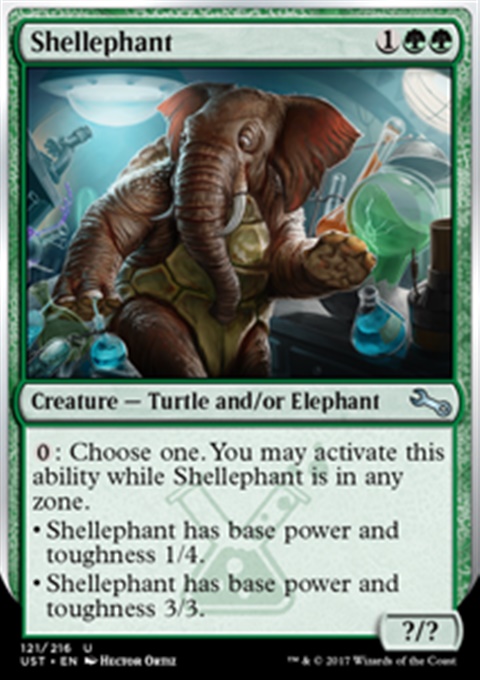 Shellephant 1
Creature — Turtle and/or Elephant
0: Choose one. You may activate this
ability while Shellephant is in any
zone.
• Shellephant has base power and
toughness 1/4.
• Shellephant has base power and
toughness 3/3.
?/?
121/216 U
UST • EN Hector Ortiz
™ & © 2017 Wizards of the Coast